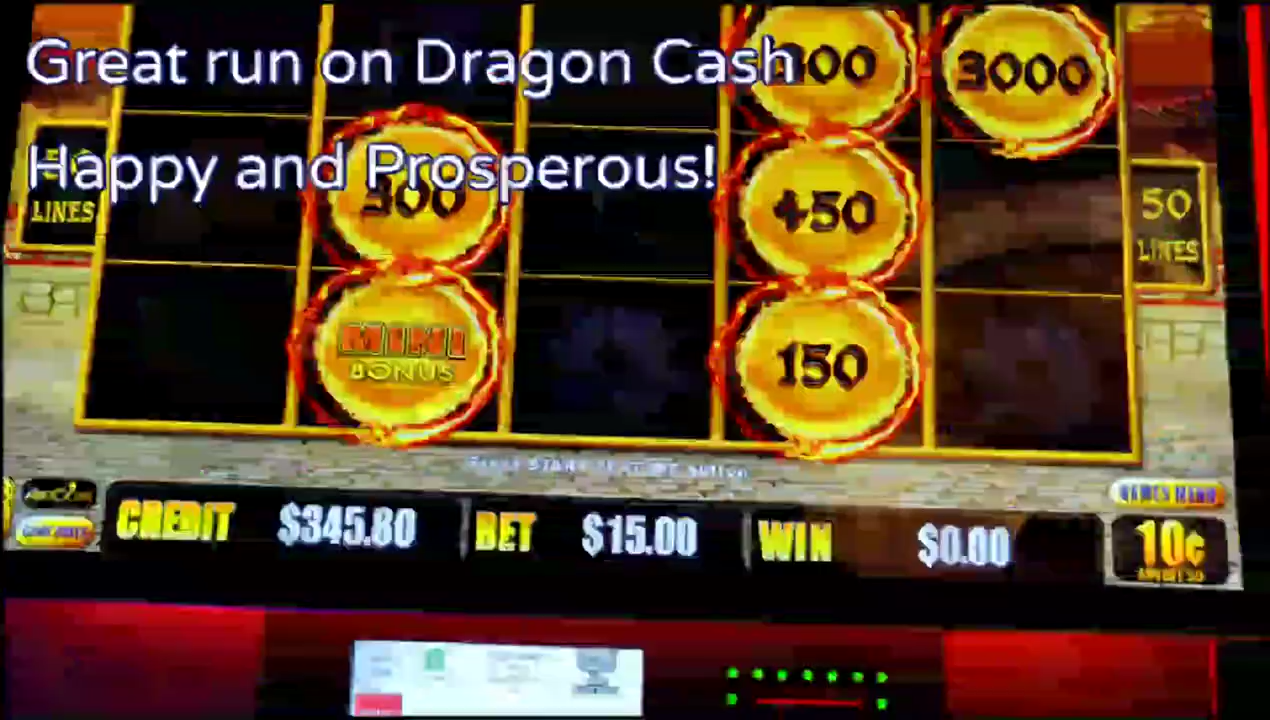 Great run on Dragon Cash
3000
Happy and Prosperous!
300
450
50
LINES
LINES
150
MINI
BONUS
CREDIT $345.80 BET $15.00 WIN $0.00
10¢